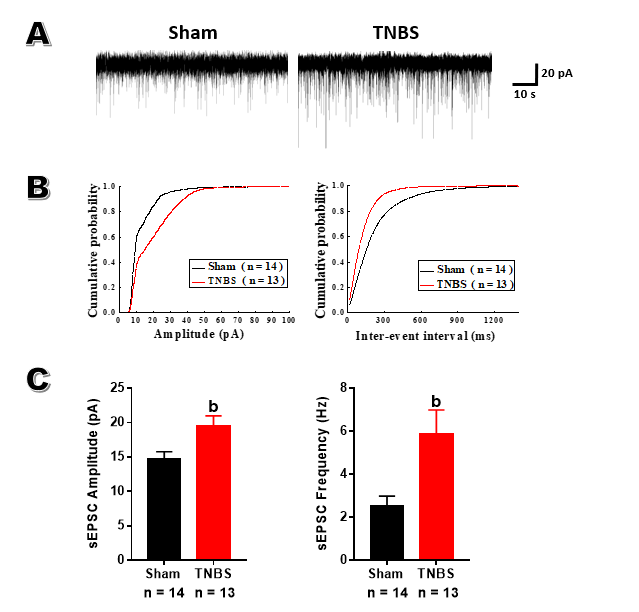 A
Sham
TNBS
20 pA
10 s
B
Cumulative probability
1.0
0.8
0.6
0.4
0.2
0.0
0 10 20 30 40 50 60 70 80 90 100
Amplitude (pA)
Sham ( n = 14 )
TNBS ( n = 13 )
Cumulative probability
1.0
0.8
0.6
0.4
0.2
0.0
0 300 600 900 1200
Inter-event interval (ms)
Sham ( n = 14 )
TNBS ( n = 13 )
C
sEPSC Amplitude (pA)
25
20
15
10
5
0
b
Sham TNBS
n = 14 n = 13
sEPSC Frequency (Hz)
8
6
4
2
0
b
Sham TNBS
n = 14 n = 13